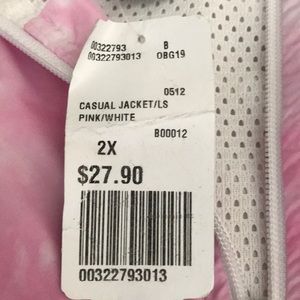 00322793 B
00322793013 OBG19
0512
CASUAL JACKET/LS
PINK/WHITE
B00012
2X
$27.90
00322793013